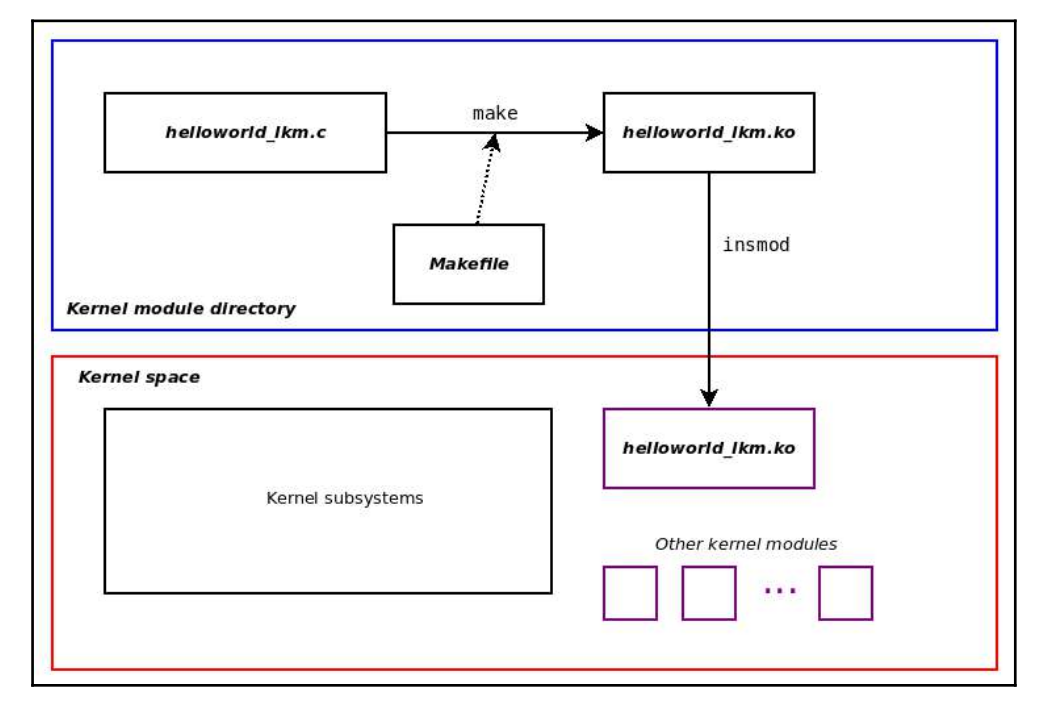 make
helloworld_lkm.c
helloworld_lkm.ko
insmod
Makefile
Kernel module directory
Kernel space
helloworld_lkm.ko
Kernel subsystems
Other kernel modules
...